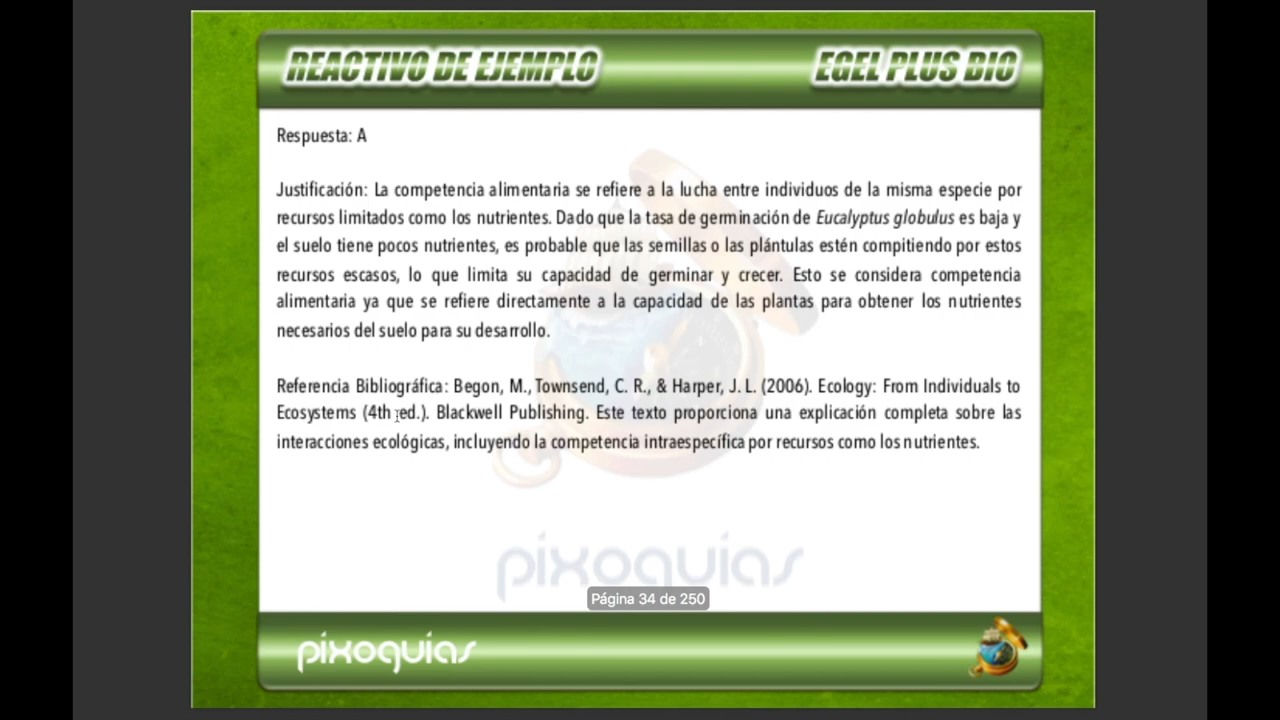 REACTIVO DE EJEMPLO
EGEL PLUS BIO
Respuesta: A
Justificación: La competencia alimentaria se refiere a la lucha entre individuos de la misma especie por
recursos limitados como los nutrientes. Dado que la tasa de germinación de Eucalyptus globulus es baja y
el suelo tiene pocos nutrientes, es probable que las semillas o las plántulas estén compitiendo por estos
recursos escasos, lo que limita su capacidad de germinar y crecer. Esto se considera competencia
alimentaria ya que se refiere directamente a la capacidad de las plantas para obtener los nutrientes
necesarios del suelo para su desarrollo.
Referencia Bibliográfica: Begon, M., Townsend, C. R., & Harper, J. L. (2006). Ecology: From Individuals to
Ecosystems (4th ed.). Blackwell Publishing. Este texto proporciona una explicación completa sobre las
interacciones ecológicas, incluyendo la competencia intraespecífica por recursos como los nutrientes.
pixoquias
Página 34 de 250
píxoquías